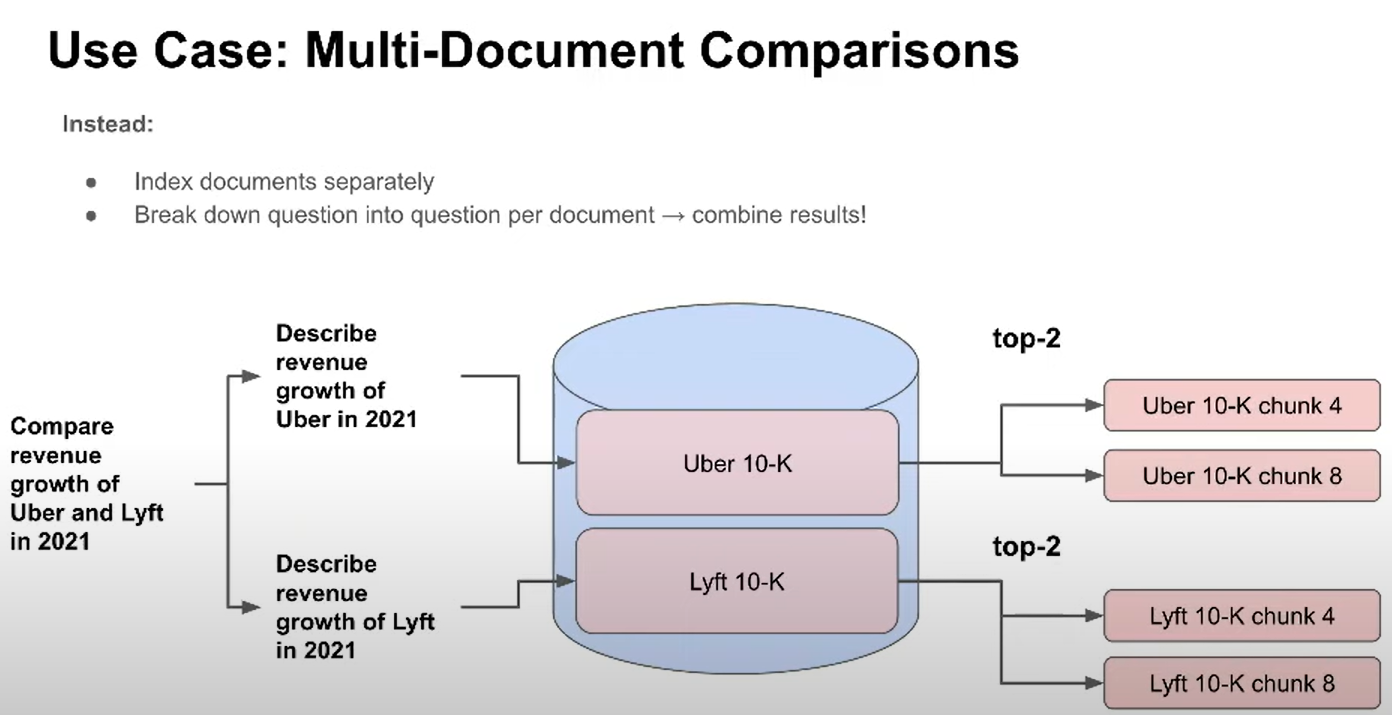 Use Case: Multi-Document Comparisons
Instead:
● Index documents separately
● Break down question into question per document → combine results!
Compare
revenue
growth of
Uber and Lyft
in 2021
Describe
revenue
growth of
Uber in 2021
Describe
revenue
growth of Lyft
in 2021
Uber 10-K
Lyft 10-K
top-2
Uber 10-K chunk 4
Uber 10-K chunk 8
top-2
Lyft 10-K chunk 4
Lyft 10-K chunk 8